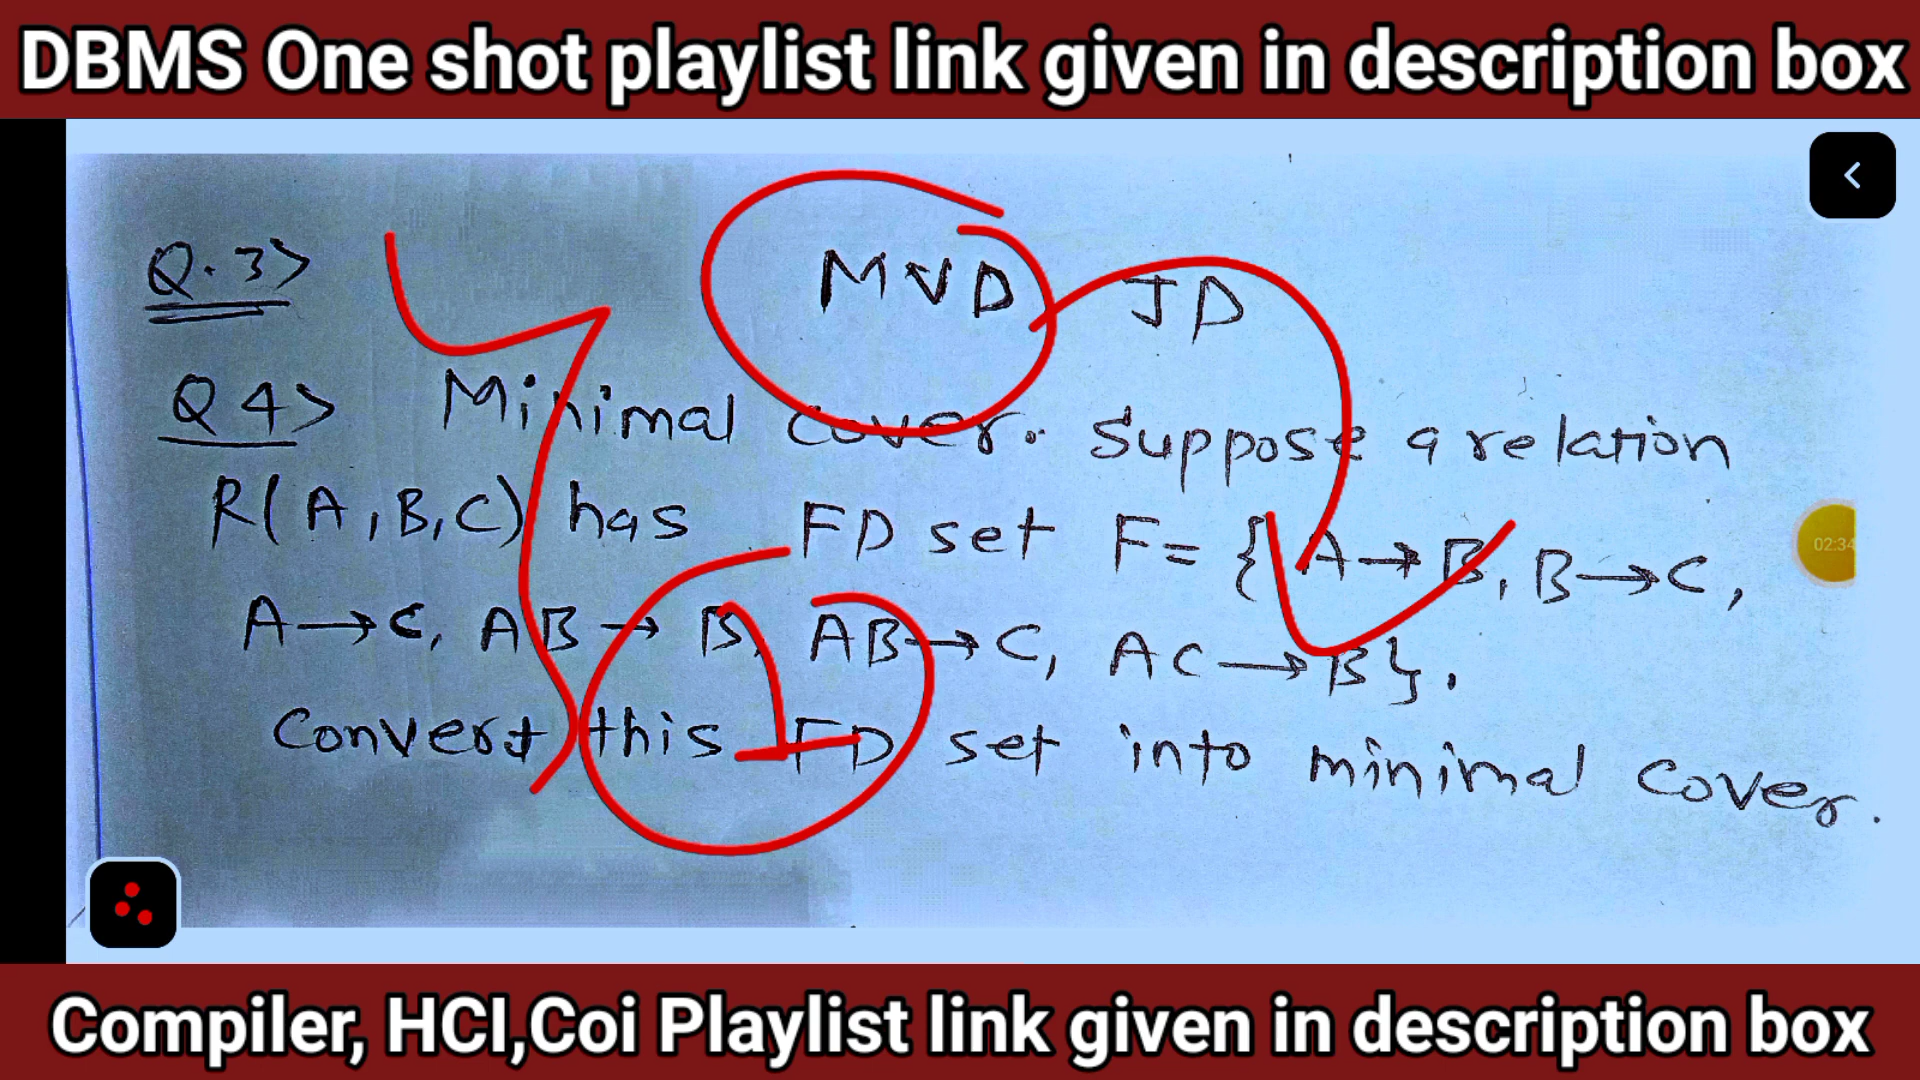 DBMS One shot playlist link given in description box
Q.3> MVD JD
Q4> Minimal cover. Suppose a relation
R(A,B,C) has FD set F= {A→B, B→C,
A→C, AB→B, AB→C, AC→B}.
Convert this FD set into minimal cover.
02:34
Compiler, HCI,Coi Playlist link given in description box